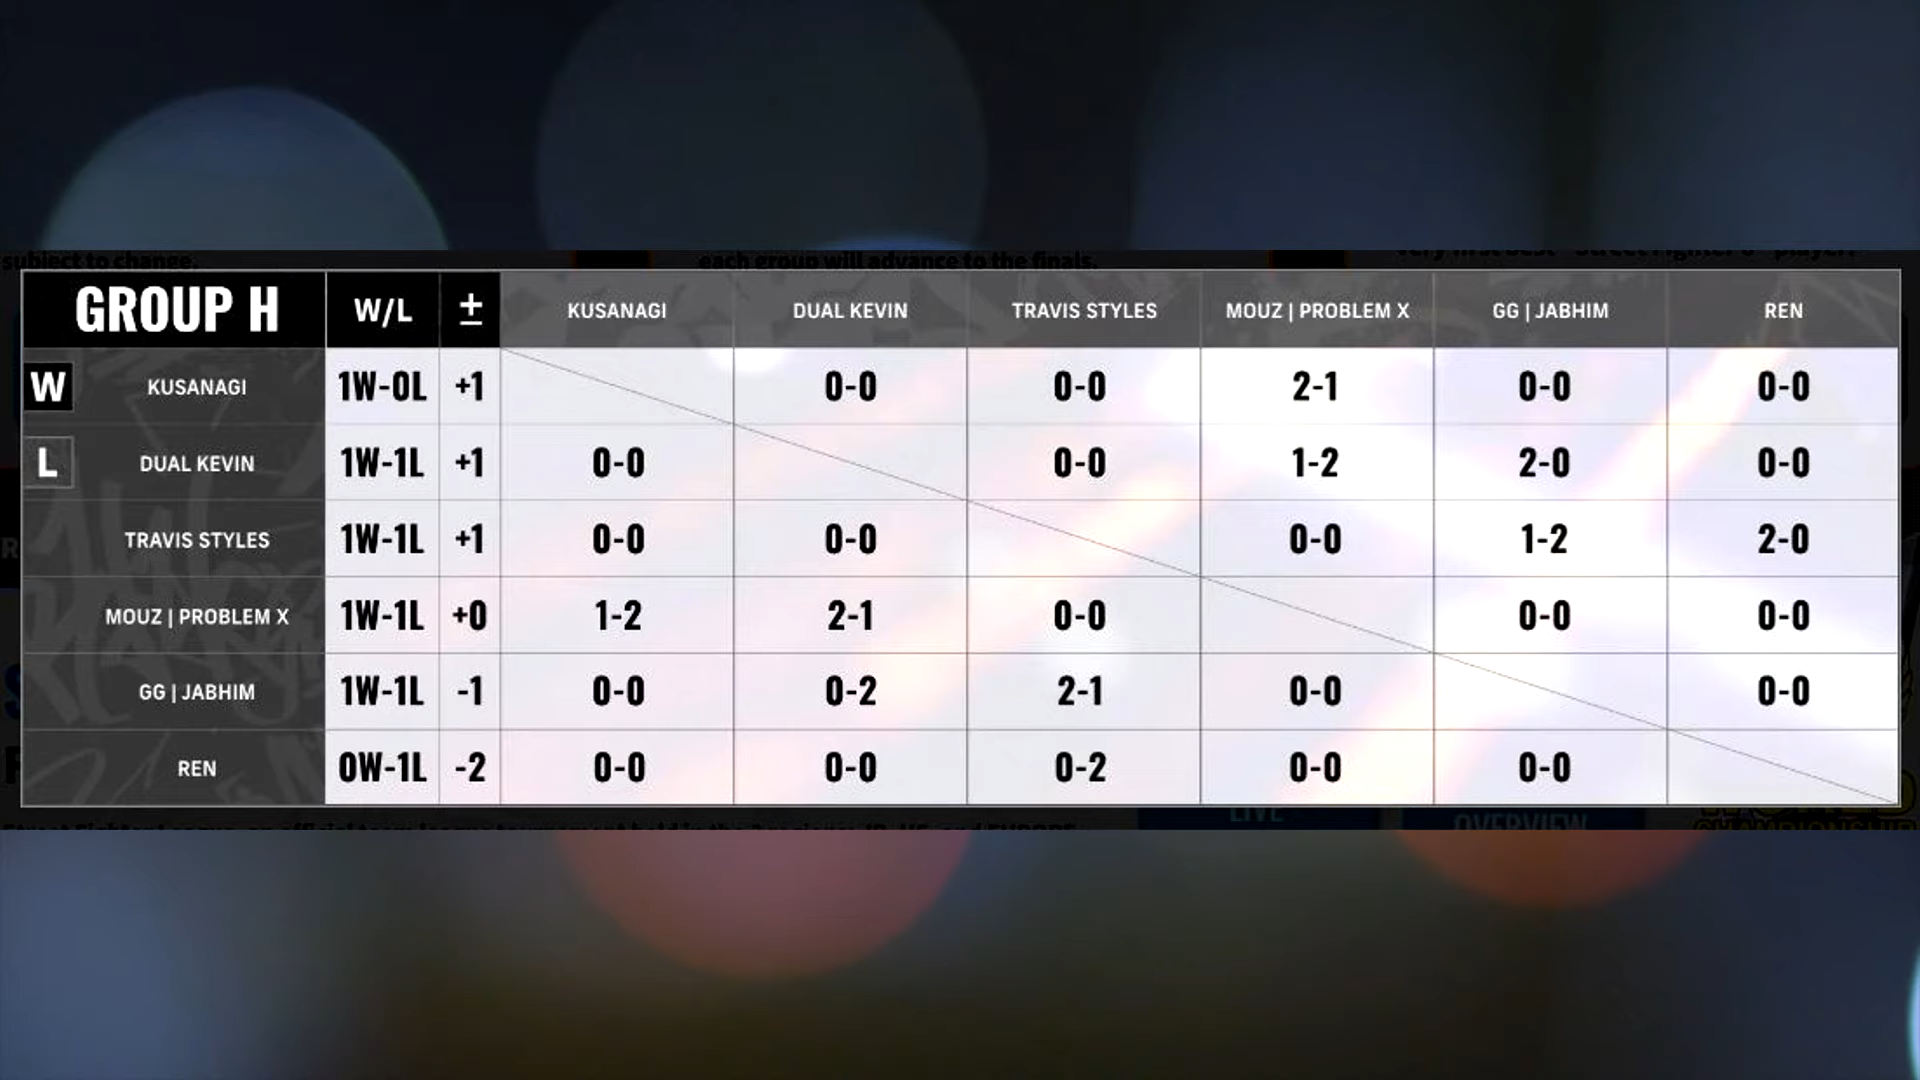 subject to change.
each group will advance to the finals.
GROUP H W/L ± KUSANAGI DUAL KEVIN TRAVIS STYLES MOUZ | PROBLEM X GG | JABHIM REN
W KUSANAGI 1W-0L +1 0-0 0-0 2-1 0-0 0-0
L DUAL KEVIN 1W-1L +1 0-0 0-0 1-2 2-0 0-0
TRAVIS STYLES 1W-1L +1 0-0 0-0 0-0 1-2 2-0
MOUZ | PROBLEM X 1W-1L +0 1-2 2-1 0-0 0-0 0-0
GG | JABHIM 1W-1L -1 0-0 0-2 2-1 0-0 0-0
REN 0W-1L -2 0-0 0-0 0-2 0-0 0-0
LIVE
OVERVIEW